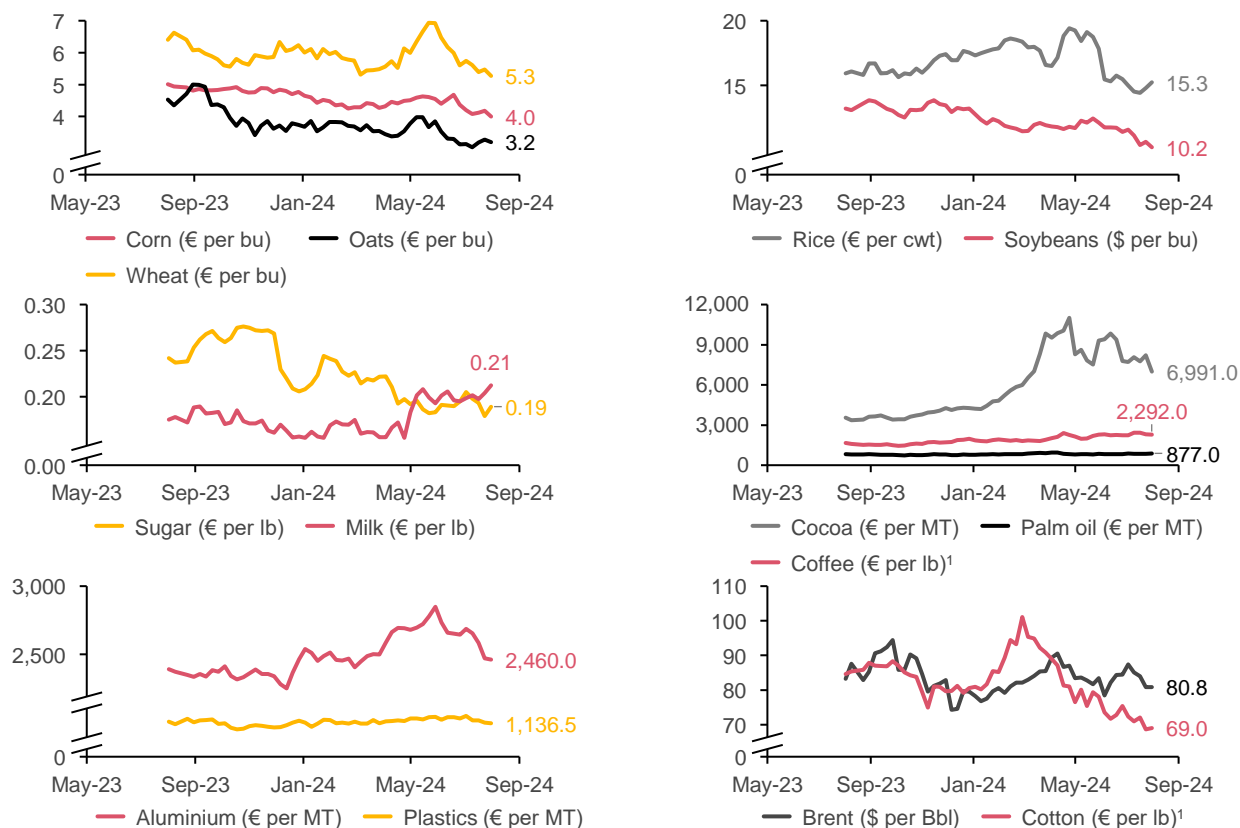 7
6
5
4
0
5.3
4.0
3.2
May-23 Sep-23 Jan-24 May-24 Sep-24
Corn (€ per bu) Oats (€ per bu)
Wheat (€ per bu)
20
15
0
15.3
10.2
May-23 Sep-23 Jan-24 May-24 Sep-24
Rice (€ per cwt) Soybeans ($ per bu)
0.30
0.25
0.20
0.00
0.21
0.19
May-23 Sep-23 Jan-24 May-24 Sep-24
Sugar (€ per lb) Milk (€ per lb)
12,000
9,000
6,000
3,000
0
6,991.0
2,292.0
877.0
May-23 Sep-23 Jan-24 May-24 Sep-24
Cocoa (€ per MT) Palm oil (€ per MT)
Coffee (€ per lb)¹
3,000
2,500
0
2,460.0
1,136.5
May-23 Sep-23 Jan-24 May-24 Sep-24
Aluminium (€ per MT) Plastics (€ per MT)
110
100
90
80
70
0
80.8
69.0
May-23 Sep-23 Jan-24 May-24 Sep-24
Brent ($ per Bbl) Cotton (€ per lb)¹